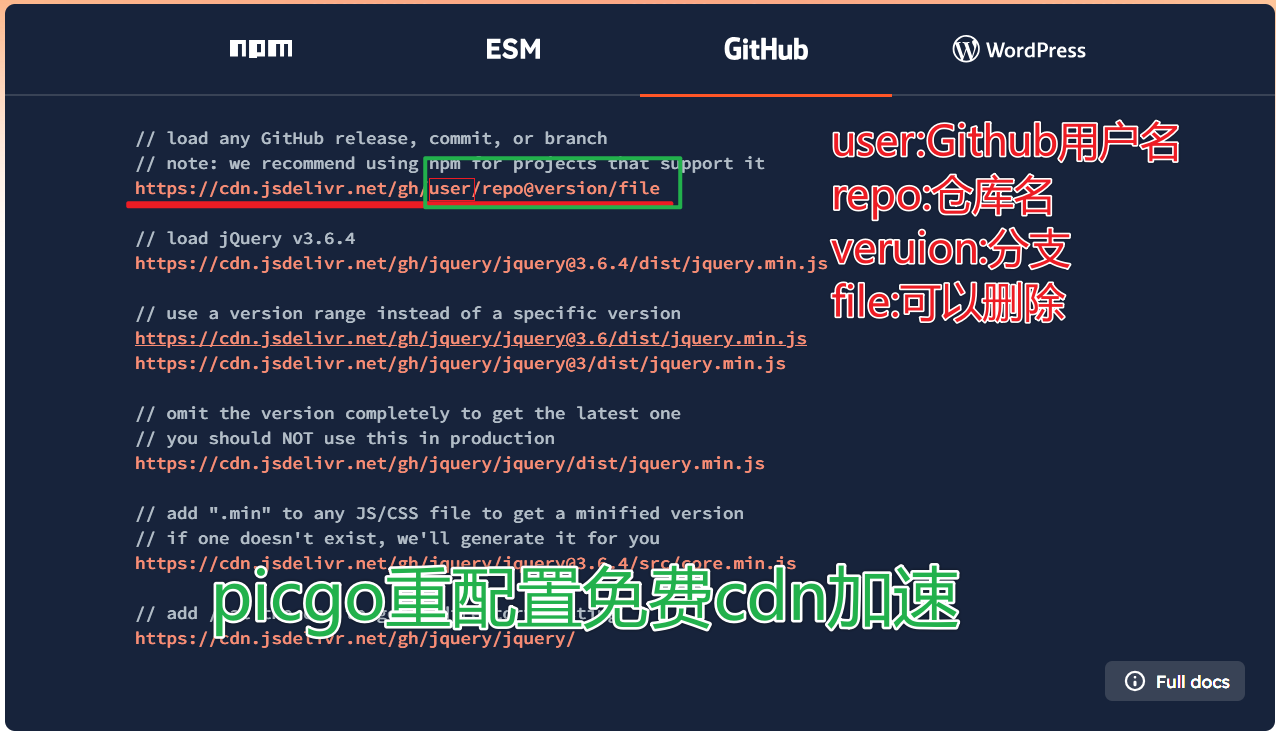 npm
ESM
GitHub
WordPress
// load any GitHub release, commit, or branch
// note: we recommend using npm for projects that support it
https://cdn.jsdelivr.net/gh/user/repo@version/file
user:Github用户名
repo:仓库名
veruion:分支
file:可以删除
// load jQuery v3.6.4
https://cdn.jsdelivr.net/gh/jquery/jquery@3.6.4/dist/jquery.min.js
// use a version range instead of a specific version
https://cdn.jsdelivr.net/gh/jquery/jquery@3.6/dist/jquery.min.js
https://cdn.jsdelivr.net/gh/jquery/jquery@3/dist/jquery.min.js
// omit the version completely to get the latest one
// you should NOT use this in production
https://cdn.jsdelivr.net/gh/jquery/jquery/dist/jquery.min.js
// add ".min" to any JS/CSS file to get a minified version
// if one doesn't exist, we'll generate it for you
https://cdn.jsdelivr.net/gh/jquery/jquery@3.6.4/src/core.min.js
picgo重配置免费cdn加速
// add
https://cdn.jsdelivr.net/gh/jquery/jquery/
Full docs